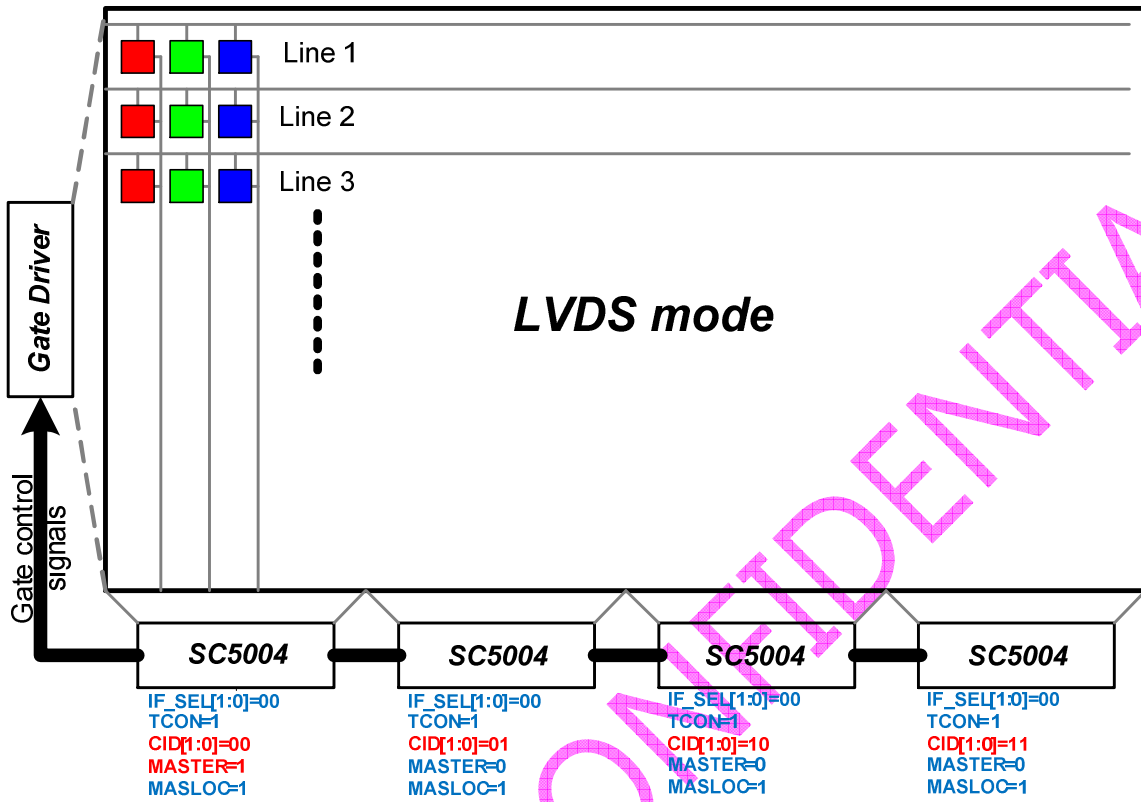 Line 1
Line 2
Line 3
Gate Driver
LVDS mode
Gate control
signals
SC5004
IF_SEL[1:0]=00
TCON=1
CID[1:0]=00
MASTER=1
MASLOC=1
SC5004
IF_SEL[1:0]=00
TCON=1
CID[1:0]=01
MASTER=0
MASLOC=1
SC5004
IF_SEL[1:0]=00
TCON=1
CID[1:0]=10
MASTER=0
MASLOC=1
SC5004
IF_SEL[1:0]=00
TCON=1
CID[1:0]=11
MASTER=0
MASLOC=1
ONFIDENTIA